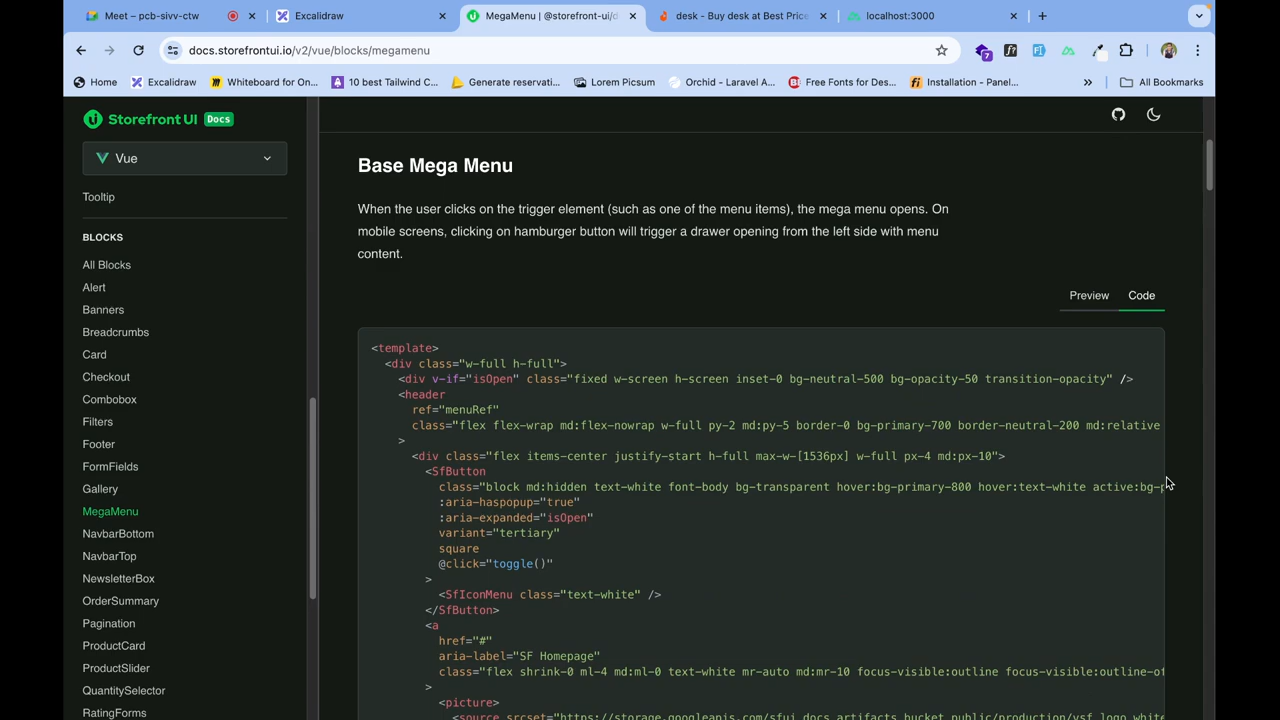 Meet – pcb-sivv-ctw
Excalidraw
MegaMenu | @storefront-ui/d
desk - Buy desk at Best Price
localhost:3000
docs.storefrontui.io/v2/vue/blocks/megamenu
7
Home
Excalidraw
Whiteboard for On...
10 best Tailwind C...
Generate reservati...
Lorem Picsum
Orchid - Laravel A...
Free Fonts for Des...
Installation - Panel...
All Bookmarks
Storefront UI Docs
Vue
Tooltip
BLOCKS
All Blocks
Alert
Banners
Breadcrumbs
Card
Checkout
Combobox
Filters
Footer
FormFields
Gallery
MegaMenu
NavbarBottom
NavbarTop
NewsletterBox
OrderSummary
Pagination
ProductCard
ProductSlider
QuantitySelector
RatingForms
Base Mega Menu
When the user clicks on the trigger element (such as one of the menu items), the mega menu opens. On
mobile screens, clicking on hamburger button will trigger a drawer opening from the left side with menu
content.
Preview
Code
<template>
<div class="w-full h-full">
<div v-if="isOpen" class="fixed w-screen h-screen inset-0 bg-neutral-500 bg-opacity-50 transition-opacity" />
<header
ref="menuRef"
class="flex flex-wrap md:flex-nowrap w-full py-2 md:py-5 border-0 bg-primary-700 border-neutral-200 md:relative
>
<div class="flex items-center justify-start h-full max-w-[1536px] w-full px-4 md:px-10">
<SfButton
class="block md:hidden text-white font-body bg-transparent hover:bg-primary-800 hover:text-white active:bg-p
:aria-haspopup="true"
:aria-expanded="isOpen"
variant="tertiary"
square
@click="toggle()"
>
<SfIconMenu class="text-white" />
</SfButton>
<a
href="#"
aria-label="SF Homepage"
class="flex shrink-0 ml-4 md:ml-0 text-white mr-auto md:mr-10 focus-visible:outline focus-visible:outline-of
>
<picture>
<source srcset="https://storage.googleapis.com/sfui_docs_artifacts_bucket_public/production/vsf_logo_white